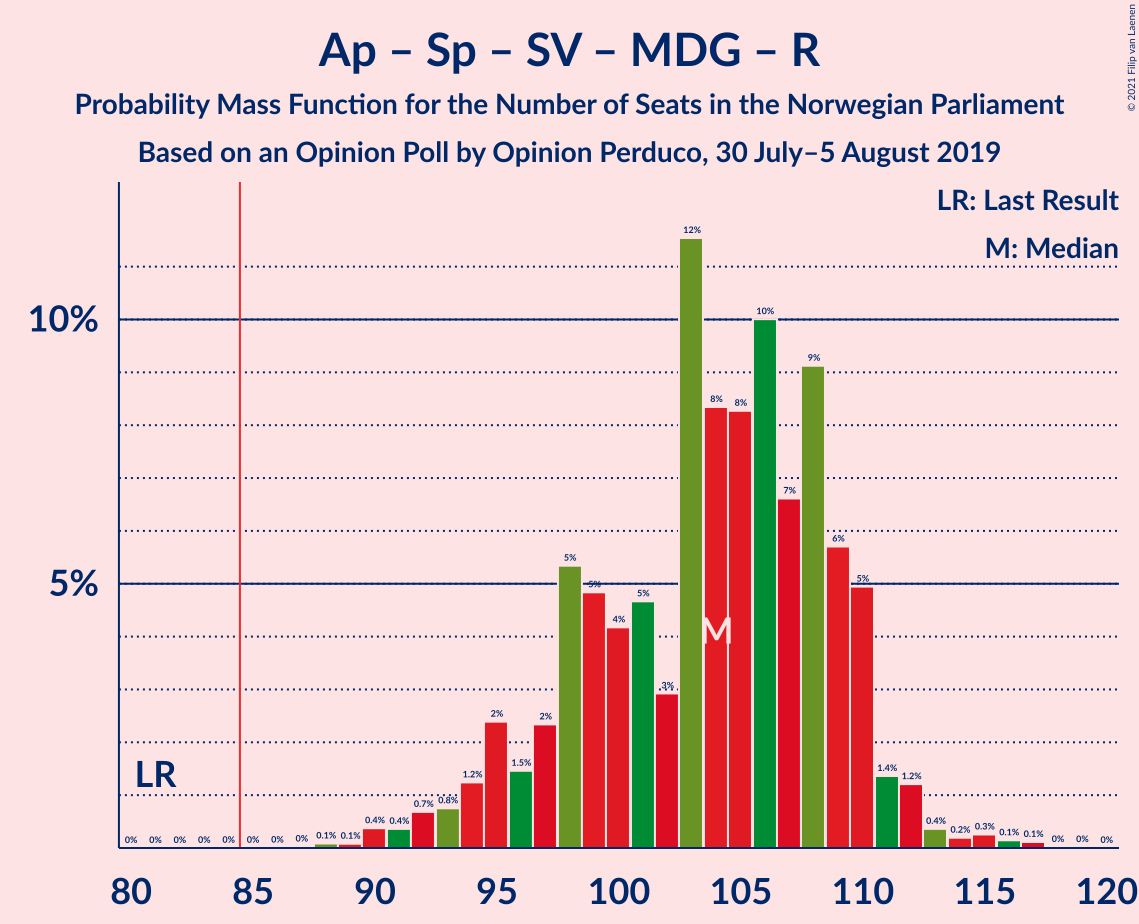 Ap – Sp – SV – MDG – R
Probability Mass Function for the Number of Seats in the Norwegian Parliament
Based on an Opinion Poll by Opinion Perduco, 30 July–5 August 2019
© 2021 Filip van Laenen
LR: Last Result
M: Median
10%
5%
LR
M
0% 0% 0% 0% 0% 0% 0% 0% 0.1% 0.1% 0.4% 0.4% 0.7% 0.8% 1.2% 2% 1.5% 2% 5% 5% 4% 5% 3% 12% 8% 8% 10% 7% 9% 6% 5% 1.4% 1.2% 0.4% 0.2% 0.3% 0.1% 0.1% 0% 0% 0%
80 85 90 95 100 105 110 115 120